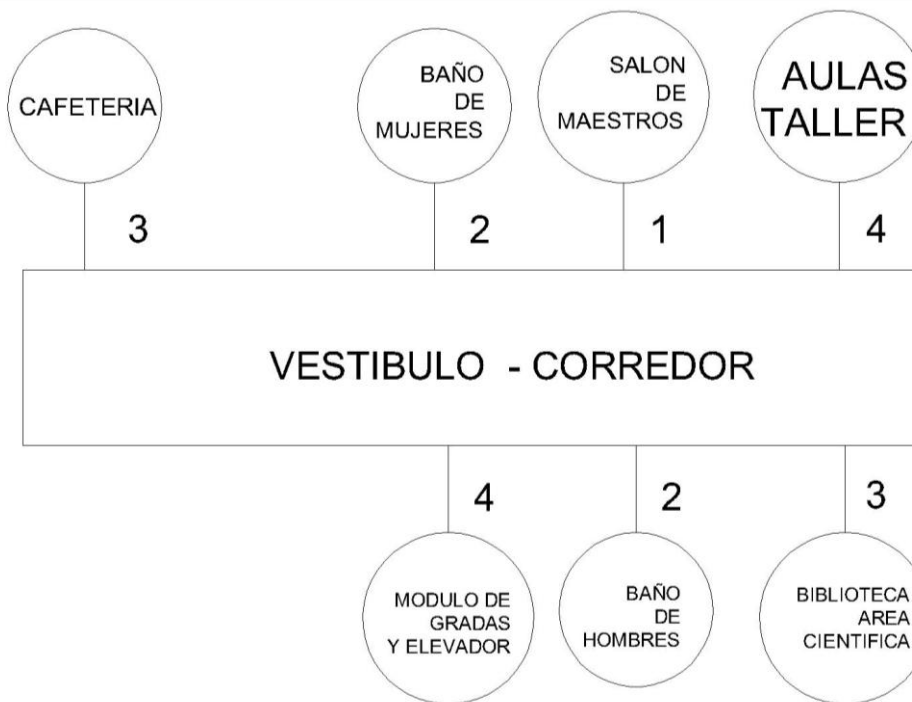 CAFETERIA
BAÑO
DE
MUJERES
SALON
DE
MAESTROS
AULAS
TALLER
3
2
1
4
VESTIBULO - CORREDOR
4
2
3
MODULO DE
GRADAS
Y ELEVADOR
BAÑO
DE
HOMBRES
BIBLIOTECA
AREA
CIENTIFICA